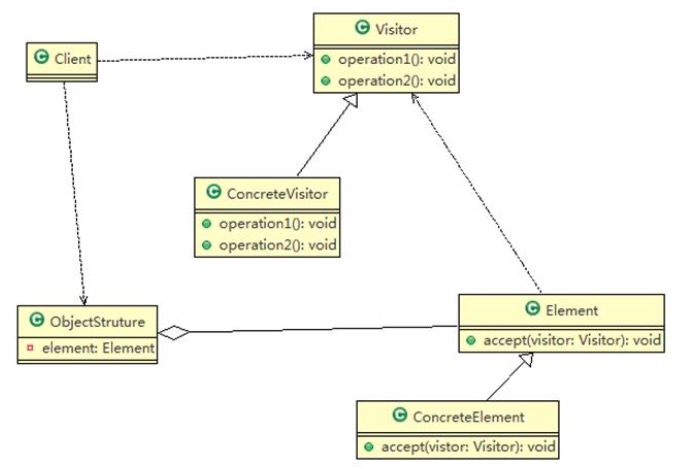 Visitor
operation1(): void
operation2(): void
Client
ConcreteVisitor
operation1(): void
operation2(): void
ObjectStruture
element: Element
Element
accept(visitor: Visitor): void
ConcreteElement
accept(vistor: Visitor): void